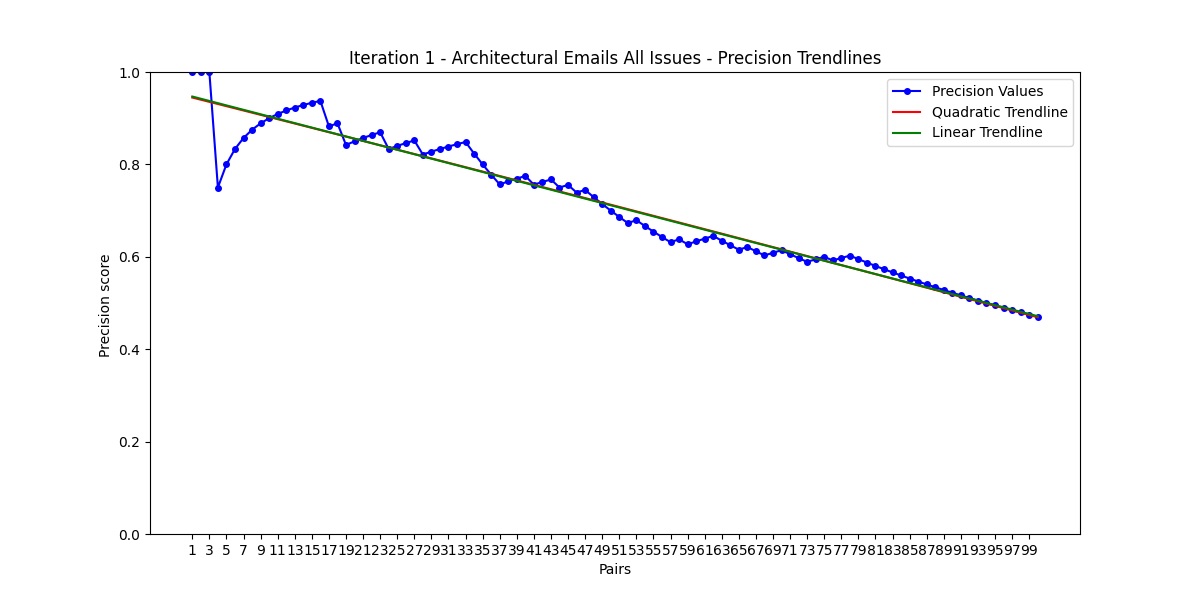 Iteration 1 - Architectural Emails All Issues - Precision Trendlines
1.0
0.8
0.6
0.4
0.2
0.0
Precision score
Precision Values
Quadratic Trendline
Linear Trendline
1 3 5 7 9 11 13 15 17 19 21 23 25 27 29 31 33 35 37 39 41 43 45 47 49 51 53 55 57 59 61 63 65 67 69 71 73 75 77 79 81 83 85 87 89 91 93 95 97 99
Pairs